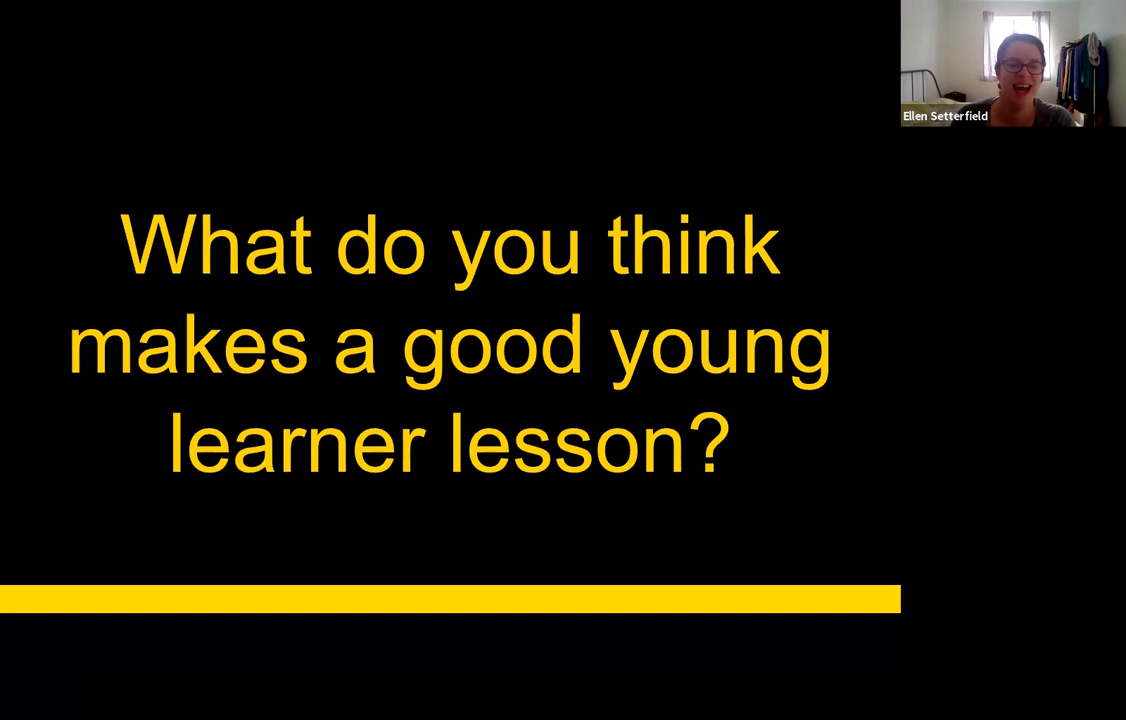 Ellen Setterfield
What do you think
makes a good young
learner lesson?